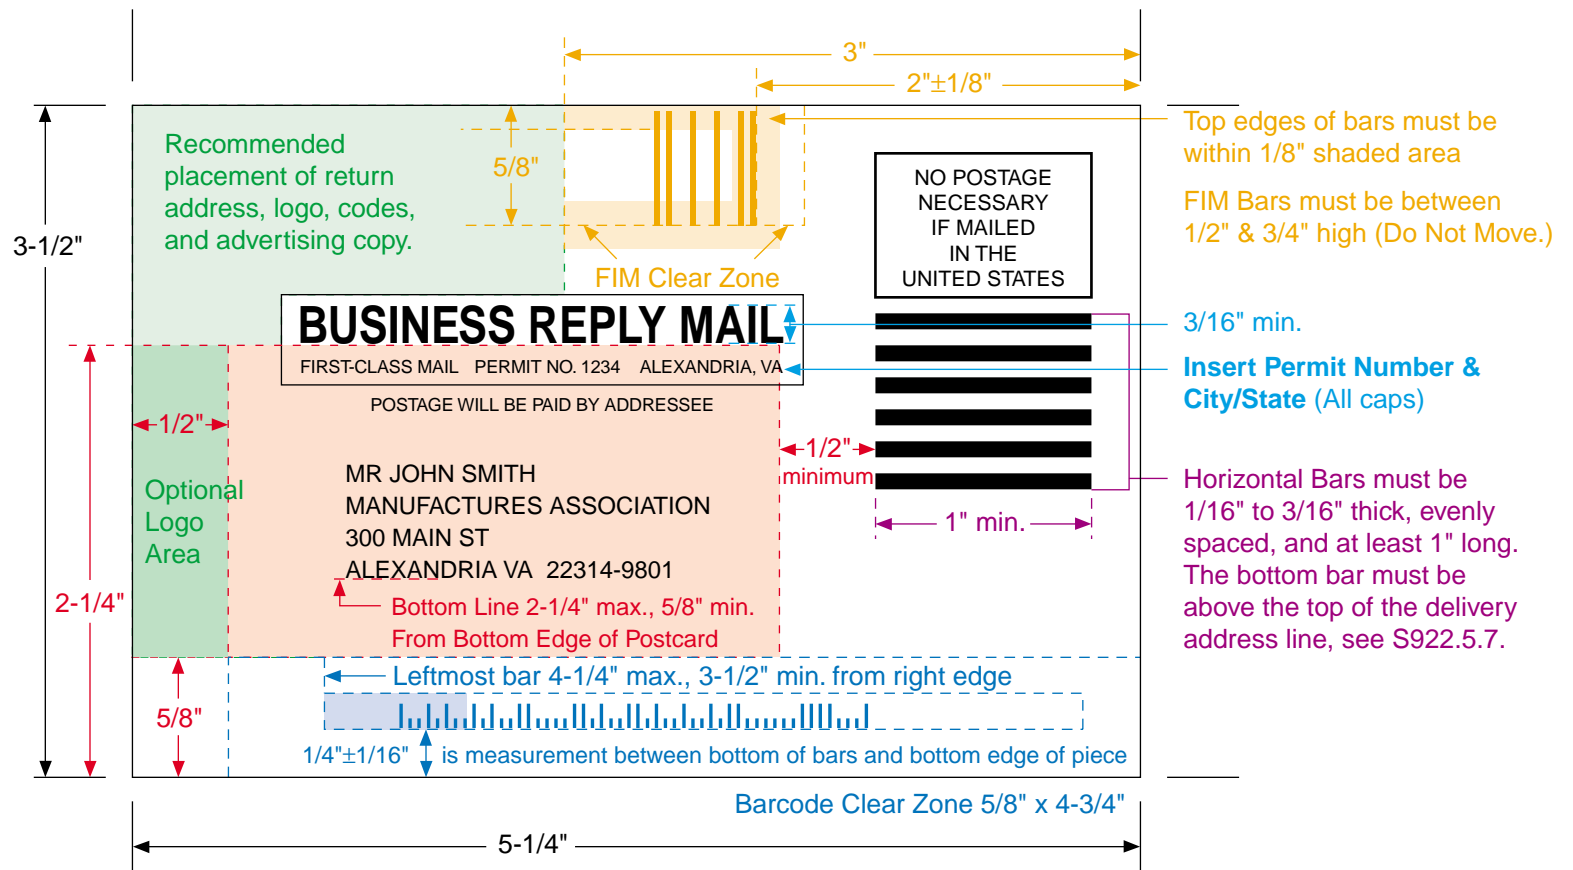 3"
2"±1/8"
Recommended
placement of return
address, logo, codes,
and advertising copy.
5/8"
Top edges of bars must be
within 1/8" shaded area
FIM Bars must be between
1/2" & 3/4" high (Do Not Move.)
NO POSTAGE
NECESSARY
IF MAILED
IN THE
UNITED STATES
3-1/2"
FIM Clear Zone
BUSINESS REPLY MAIL
FIRST-CLASS MAIL PERMIT NO. 1234 ALEXANDRIA, VA
3/16" min.
Insert Permit Number &
City/State (All caps)
POSTAGE WILL BE PAID BY ADDRESSEE
1/2"
1/2"
minimum
MR JOHN SMITH
MANUFACTURES ASSOCIATION
300 MAIN ST
ALEXANDRIA VA 22314-9801
Optional
Logo
Area
1" min.
Horizontal Bars must be
1/16" to 3/16" thick, evenly
spaced, and at least 1" long.
The bottom bar must be
above the top of the delivery
address line, see S922.5.7.
2-1/4"
Bottom Line 2-1/4" max., 5/8" min.
From Bottom Edge of Postcard
Leftmost bar 4-1/4" max., 3-1/2" min. from right edge
5/8"
1/4"±1/16" is measurement between bottom of bars and bottom edge of piece
Barcode Clear Zone 5/8" x 4-3/4"
5-1/4"